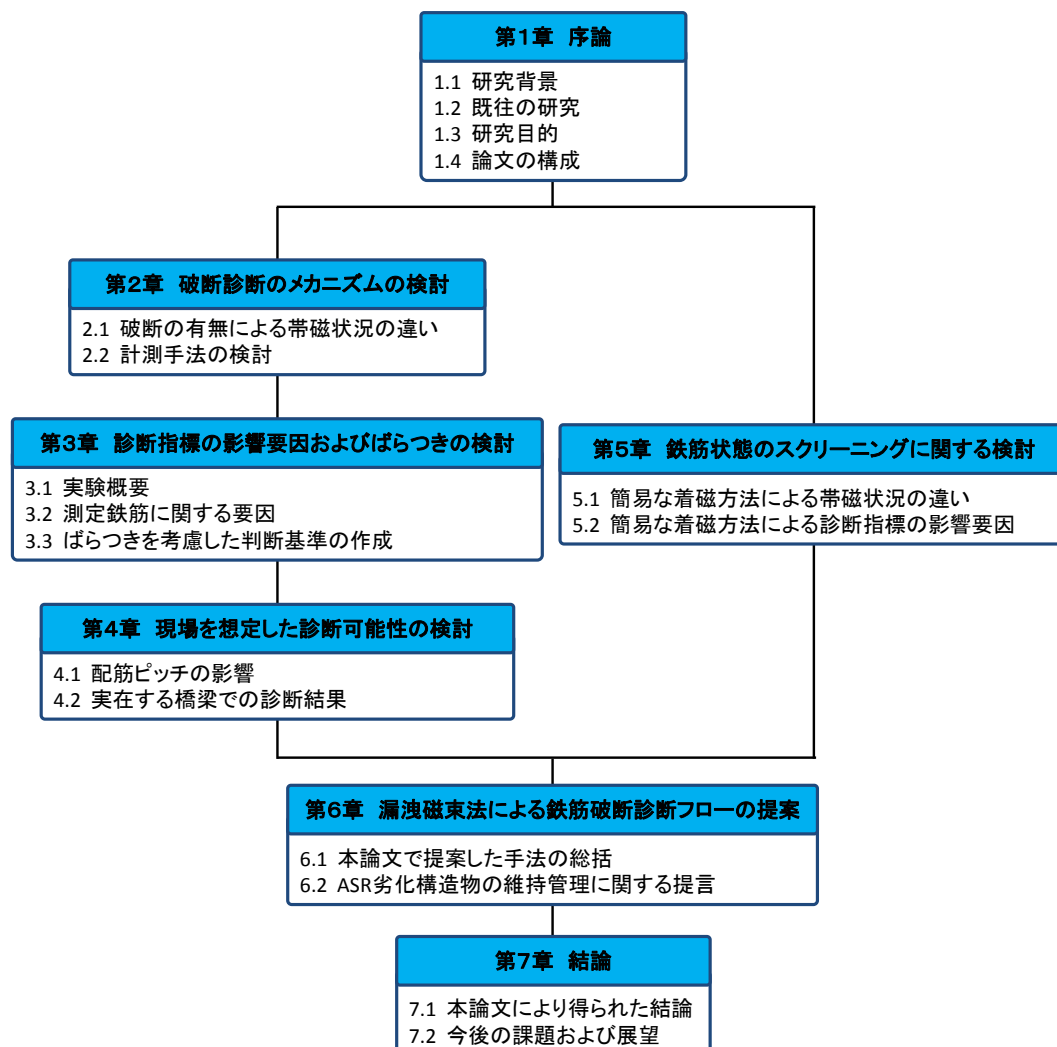 第1章 序論
1.1 研究背景
1.2 既往の研究
1.3 研究目的
1.4 論文の構成
第2章 破断診断のメカニズムの検討
2.1 破断の有無による帯磁状況の違い
2.2 計測手法の検討
第3章 診断指標の影響要因およびばらつきの検討
3.1 実験概要
3.2 測定鉄筋に関する要因
3.3 ばらつきを考慮した判断基準の作成
第4章 現場を想定した診断可能性の検討
4.1 配筋ピッチの影響
4.2 実在する橋梁での診断結果
第5章 鉄筋状態のスクリーニングに関する検討
5.1 簡易な着磁方法による帯磁状況の違い
5.2 簡易な着磁方法による診断指標の影響要因
第6章 漏洩磁束法による鉄筋破断診断フローの提案
6.1 本論文で提案した手法の総括
6.2 ASR劣化構造物の維持管理に関する提言
第7章 結論
7.1 本論文により得られた結論
7.2 今後の課題および展望